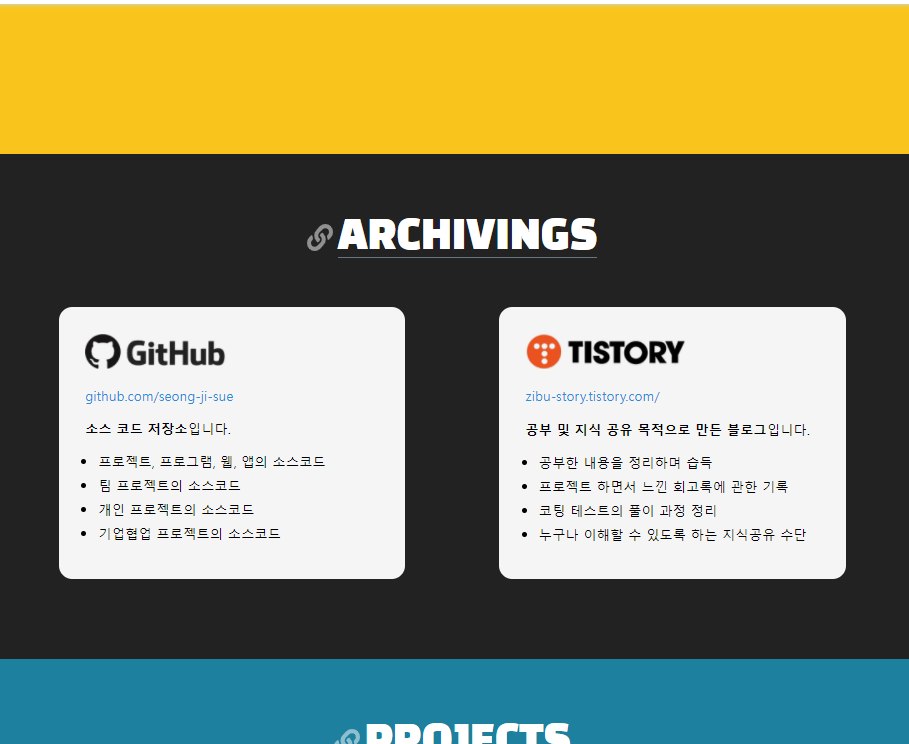 ARCHIVINGS
GitHub
github.com/seong-ji-sue
소스 코드 저장소입니다.
프로젝트, 프로그램, 웹, 앱의 소스코드
팀 프로젝트의 소스코드
개인 프로젝트의 소스코드
기업협업 프로젝트의 소스코드
TISTORY
zibu-story.tistory.com/
공부 및 지식 공유 목적으로 만든 블로그입니다.
공부한 내용을 정리하며 습득
프로젝트 하면서 느낀 회고록에 관한 기록
코팅 테스트의 풀이 과정 정리
누구나 이해할 수 있도록 하는 지식공유 수단
PROJECTS